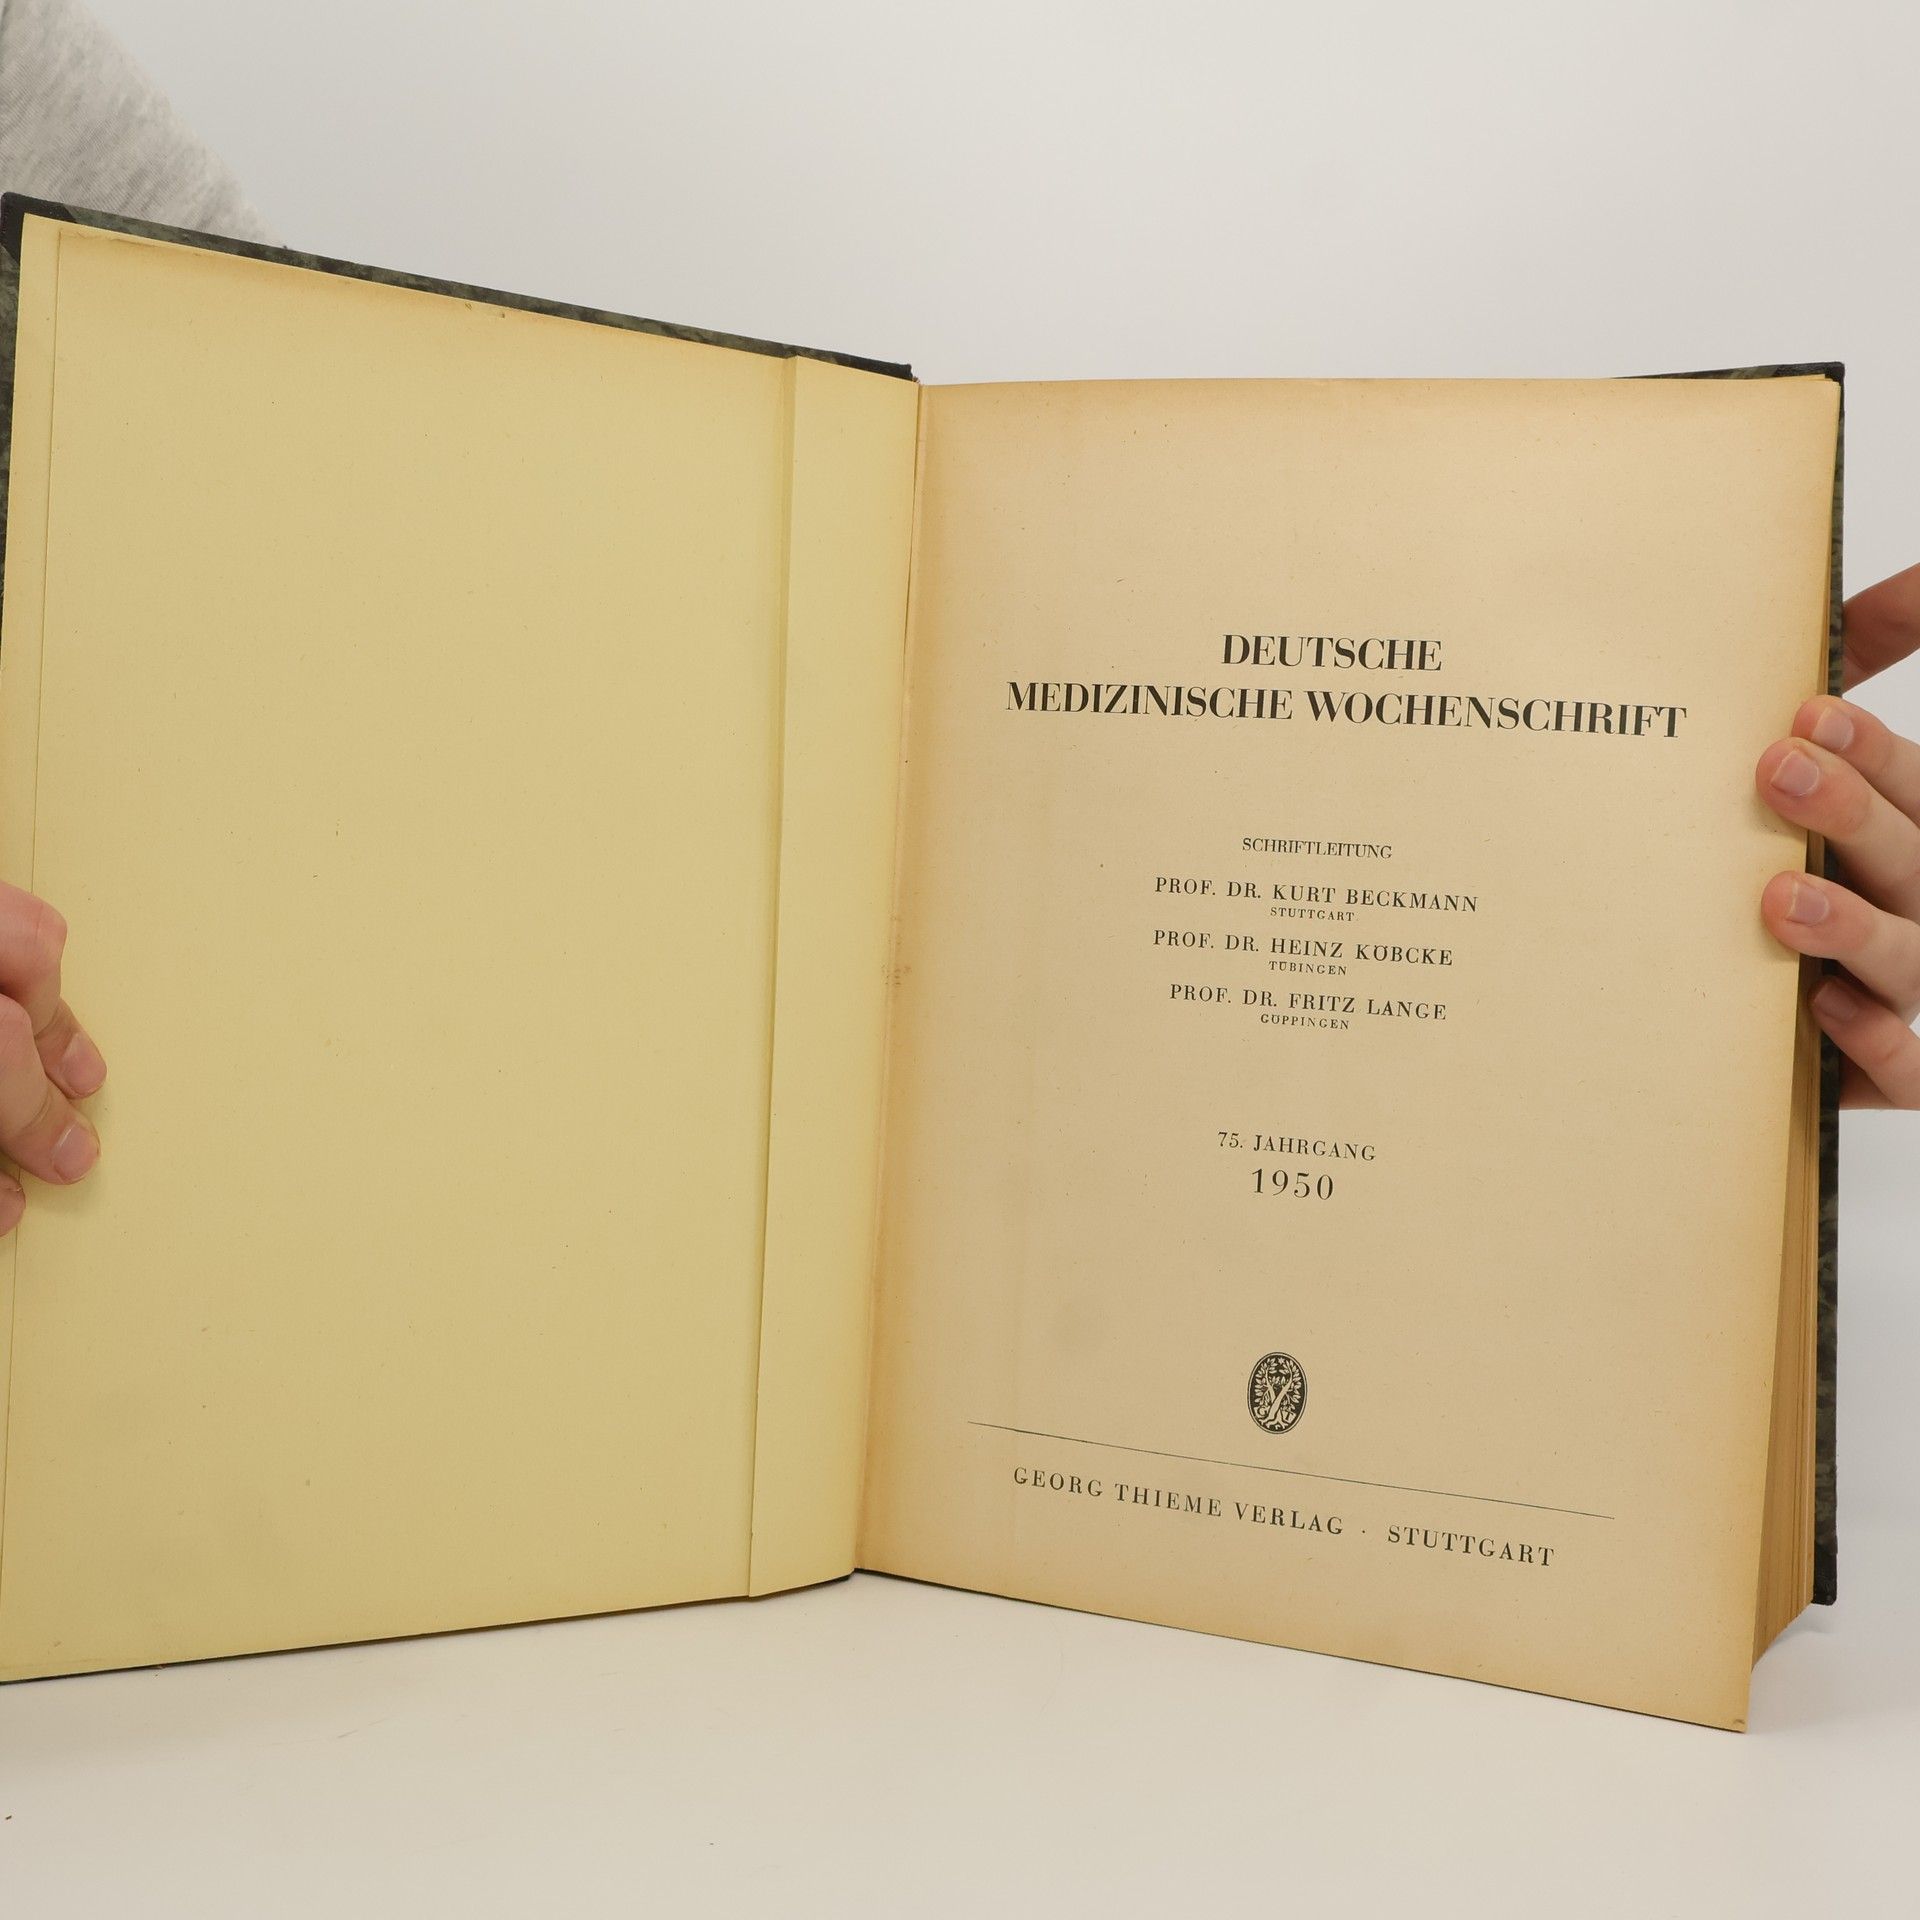 DEUTSCHE
MEDIZINISCHE WOCHENSCHRIFT
SCHRIFTLEITUNG
PROF. DR. KURT BECKMANN
STUTTGART
PROF. DR. HEINZ KÖBCKE
TÜBINGEN
PROF. DR. FRITZ LANGE
GÖPPINGEN
75. JAHRGANG
1950
G T
GEORG THIEME VERLAG · STUTTGART